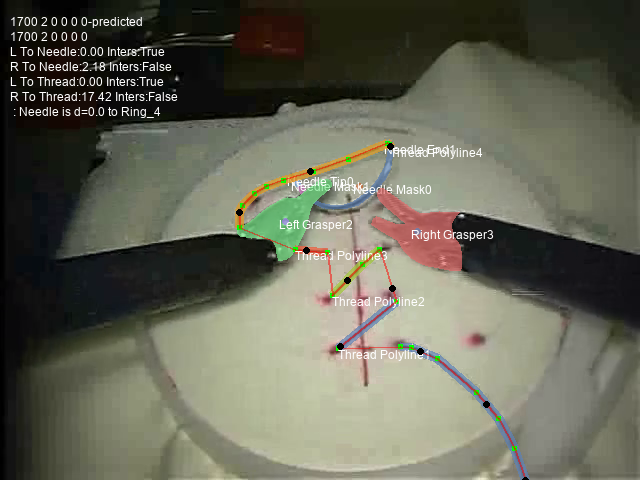 1700 2 0 0 0 0-predicted
1700 2 0 0 0 0
L To Needle:0.00 Inters:True
R To Needle:2.18 Inters:False
L To Thread:0.00 Inters:True
R To Thread:17.42 Inters:False
: Needle is d=0.0 to Ring_4
Needle End1
Thread Polyline4
Needle Tip0
Needle Mask1
Needle Mask0
Left Grasper2
Right Grasper3
Thread Polyline3
Thread Polyline2
Thread Polyline1